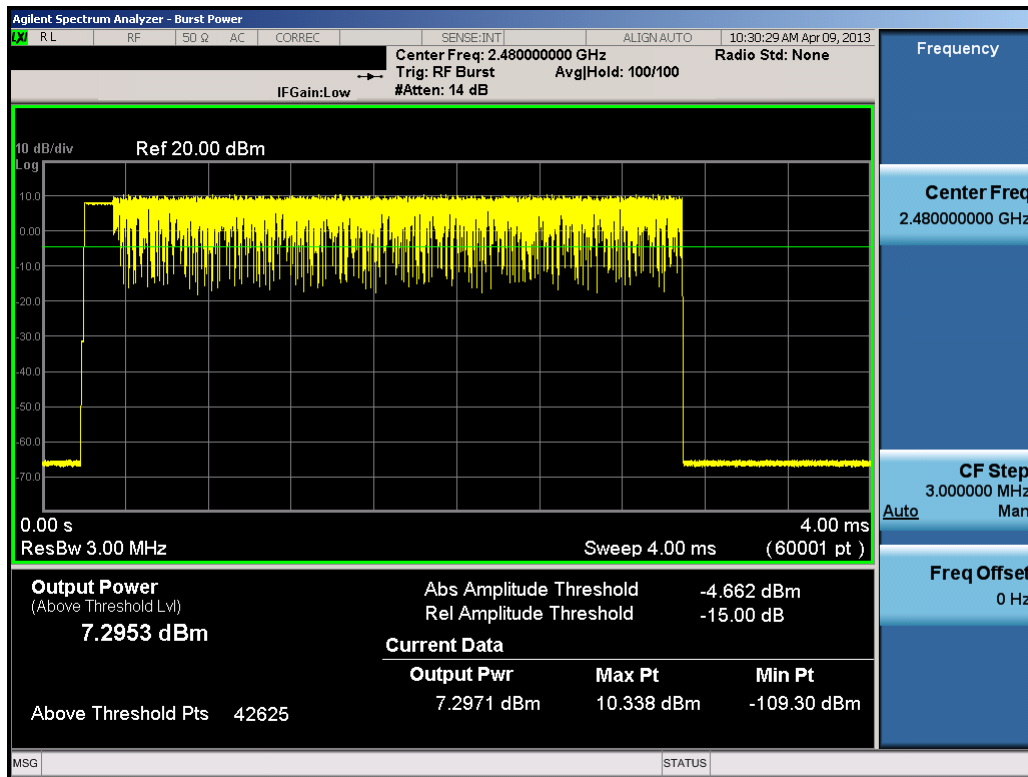 Agilent Spectrum Analyzer - Burst Power
LXI RL RF 50 Ω AC CORREC SENSE:INT ALIGN AUTO 10:30:29 AM Apr 09, 2013
Center Freq: 2.480000000 GHz Radio Std: None
Trig: RF Burst Avg|Hold: 100/100
IFGain:Low #Atten: 14 dB
10 dB/div Ref 20.00 dBm
Log
10.0
0.00
-10.0
-20.0
-30.0
-40.0
-50.0
-60.0
-70.0
0.00 s 4.00 ms
ResBw 3.00 MHz Sweep 4.00 ms (60001 pt)
Output Power
(Above Threshold Lvl)
7.2953 dBm
Above Threshold Pts 42625
Abs Amplitude Threshold -4.662 dBm
Rel Amplitude Threshold -15.00 dB
Current Data
Output Pwr Max Pt Min Pt
7.2971 dBm 10.338 dBm -109.30 dBm
MSG STATUS
Frequency
Center Freq
2.480000000 GHz
CF Step
3.000000 MHz
Auto Man
Freq Offset
0 Hz